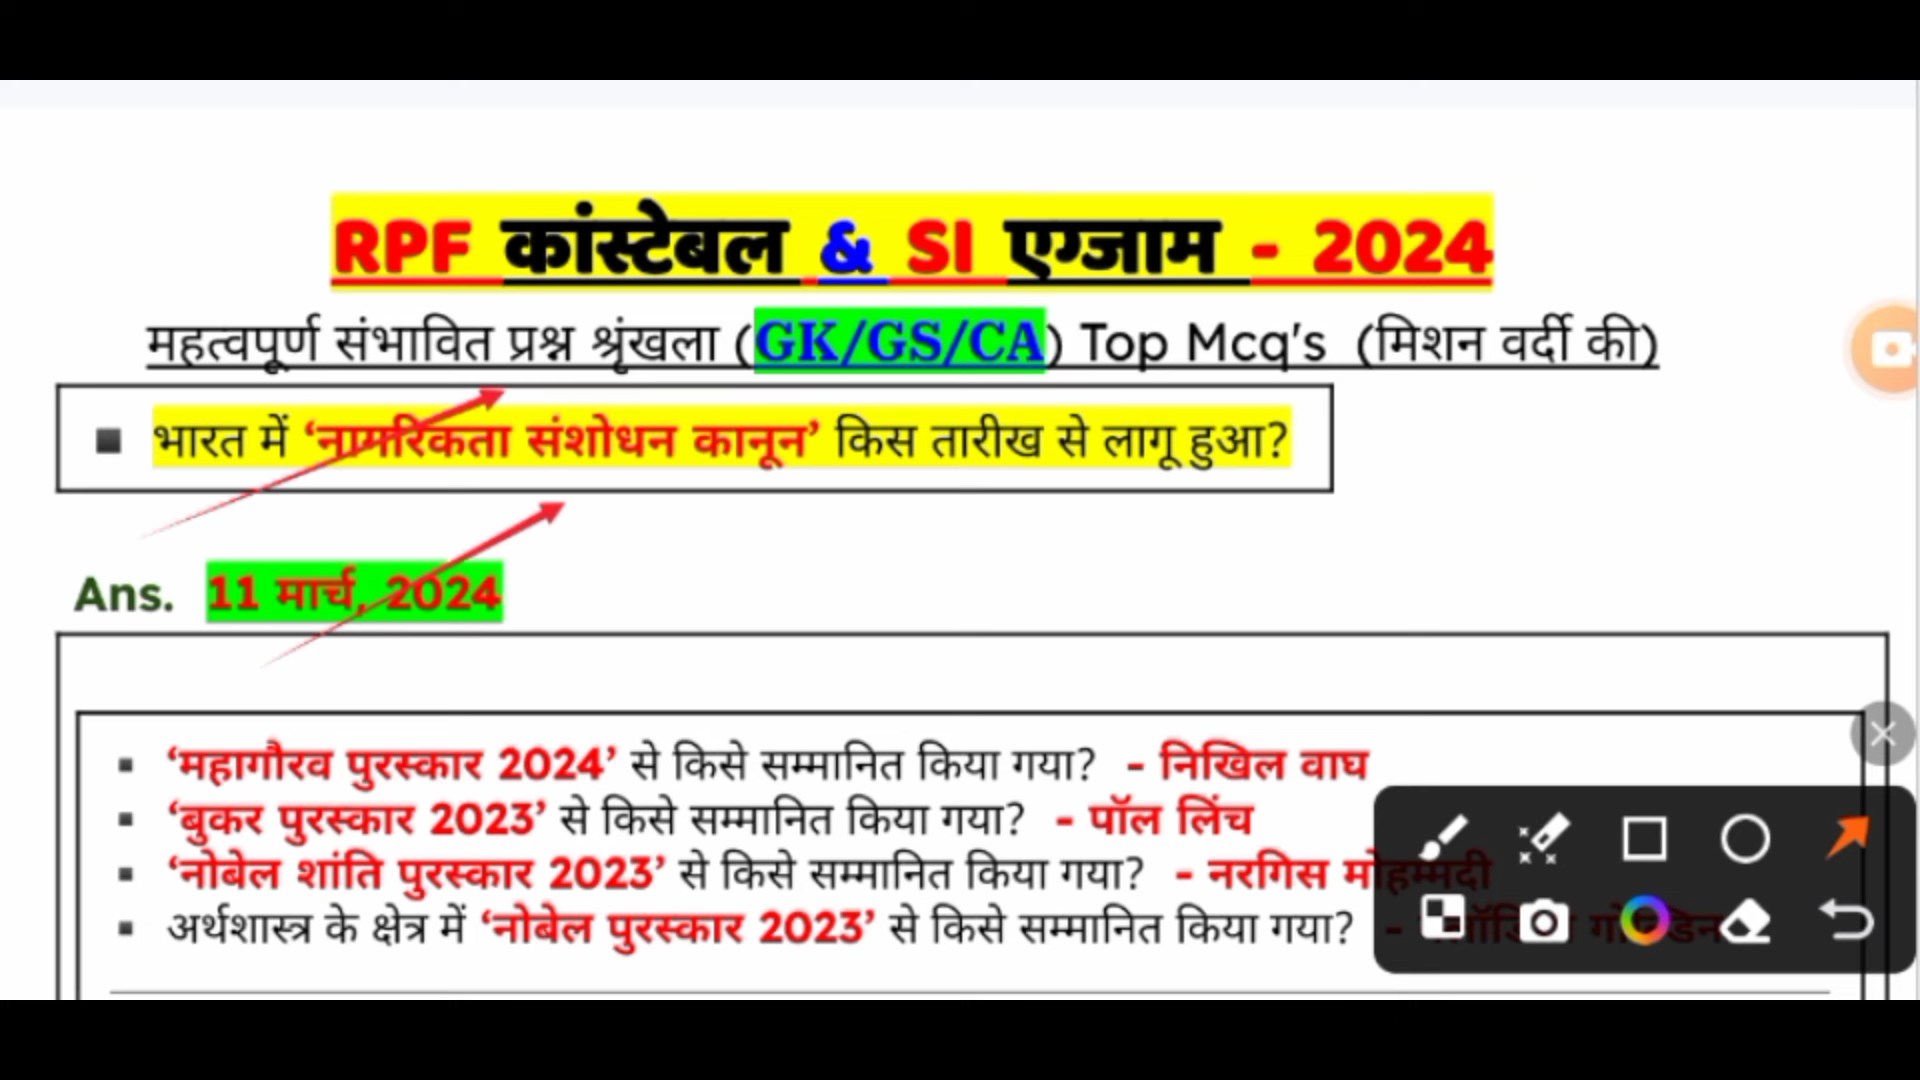 RPF कांस्टेबल & SI एग्जाम - 2024
महत्वपूर्ण संभावित प्रश्न श्रृंखला (GK/GS/CA) Top Mcq's (मिशन वर्दी की)
▪ भारत में ‘नागरिकता संशोधन कानून’ किस तारीख से लागू हुआ?
Ans. 11 मार्च, 2024
▪ ‘महागौरव पुरस्कार 2024’ से किसे सम्मानित किया गया? - निखिल वाघ
▪ ‘बुकर पुरस्कार 2023’ से किसे सम्मानित किया गया? - पॉल लिंच
▪ ‘नोबेल शांति पुरस्कार 2023’ से किसे सम्मानित किया गया? - नरगिस मोहम्मदी
▪ अर्थशास्त्र के क्षेत्र में ‘नोबेल पुरस्कार 2023’ से किसे सम्मानित किया गया? -